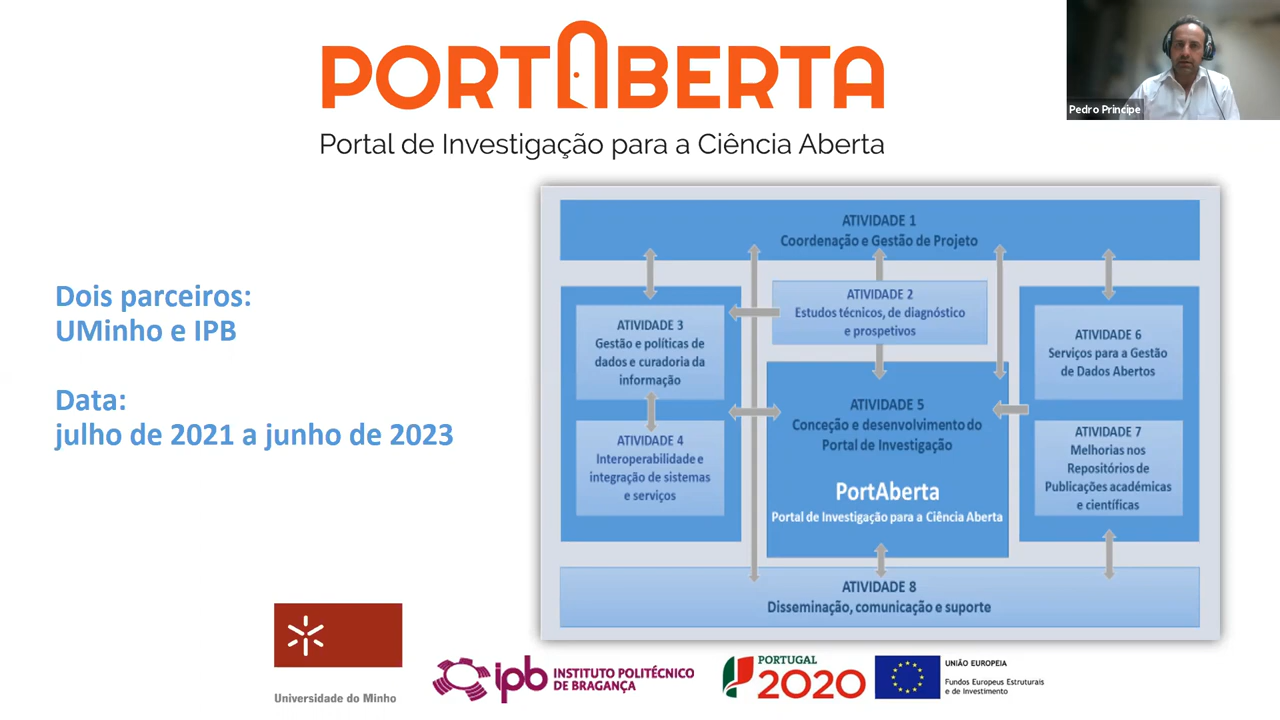 PORTABERTA
Portal de Investigação para a Ciência Aberta
Pedro Príncipe
Dois parceiros:
UMinho e IPB
Data:
julho de 2021 a junho de 2023
ATIVIDADE 1
Coordenação e Gestão de Projeto
ATIVIDADE 2
Estudos técnicos, de diagnóstico
e prospetivos
ATIVIDADE 3
Gestão e políticas de
dados e curadoria da
informação
ATIVIDADE 4
Interoperabilidade e
integração de sistemas
e serviços
ATIVIDADE 5
Conceção e desenvolvimento do
Portal de Investigação
PortAberta
Portal de Investigação para a Ciência Aberta
ATIVIDADE 6
Serviços para a Gestão
de Dados Abertos
ATIVIDADE 7
Melhorias nos
Repositórios de
Publicações académicas
e científicas
ATIVIDADE 8
Disseminação, comunicação e suporte
Universidade do Minho
ipb INSTITUTO POLITÉCNICO
DE BRAGANÇA
PORTUGAL
2020
UNIÃO EUROPEIA
Fundos Europeus Estruturais
e de Investimento